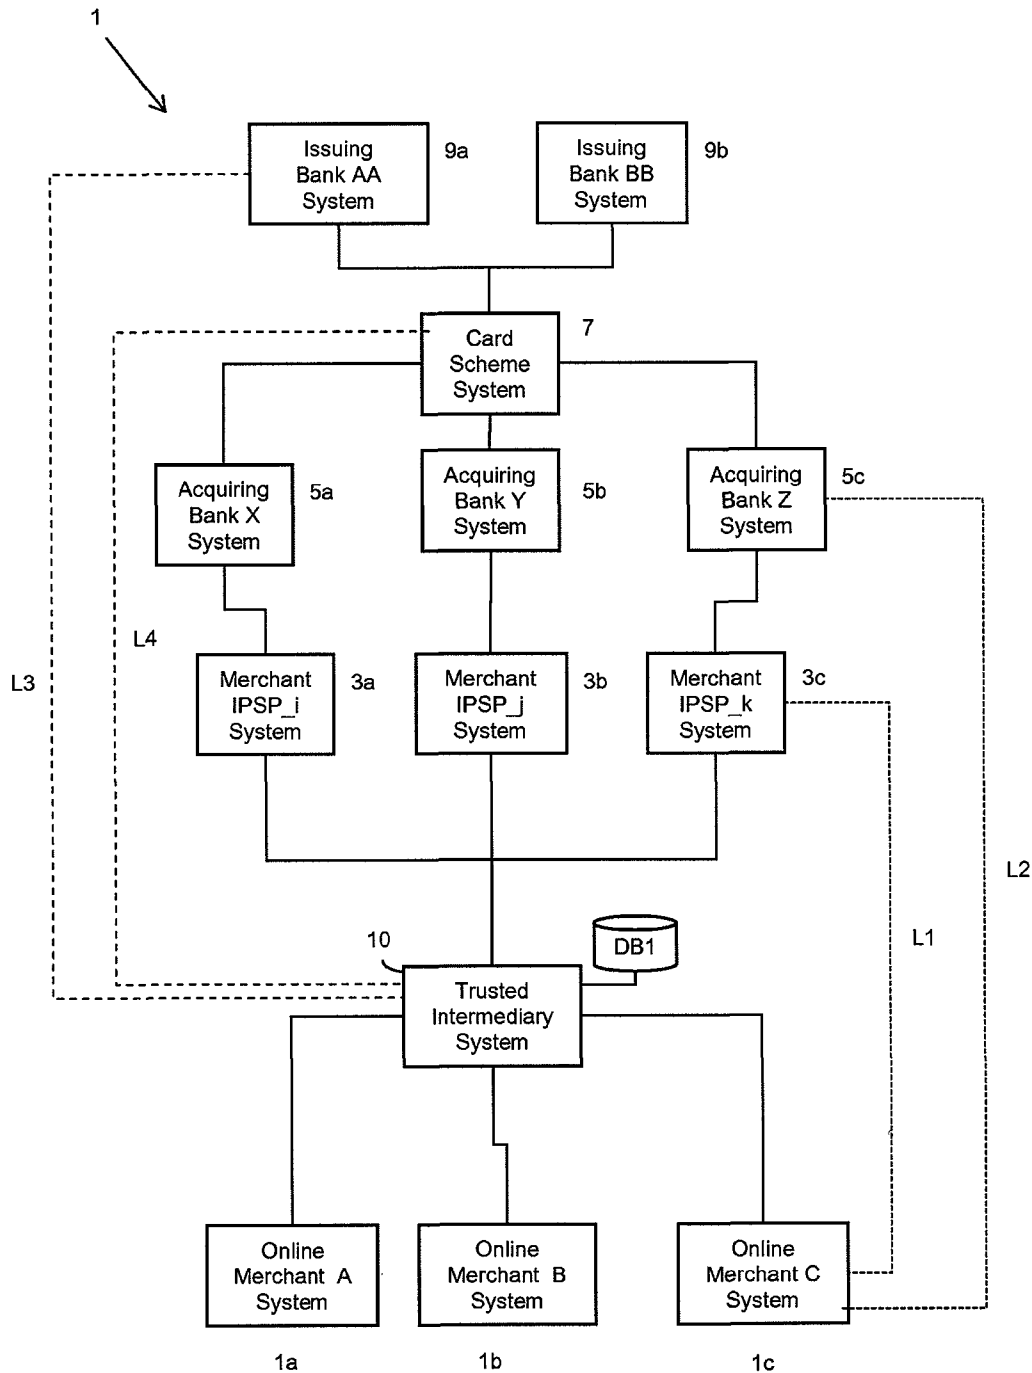 1
Issuing
Bank AA
System
9a
Issuing
Bank BB
System
9b
Card
Scheme
System
7
Acquiring
Bank X
System
5a
Acquiring
Bank Y
System
5b
Acquiring
Bank Z
System
5c
L4
L3
Merchant
IPSP_i
System
3a
Merchant
IPSP_j
System
3b
Merchant
IPSP_k
System
3c
L2
L1
DB1
10
Trusted
Intermediary
System
Online
Merchant A
System
Online
Merchant B
System
Online
Merchant C
System
1a
1b
1c